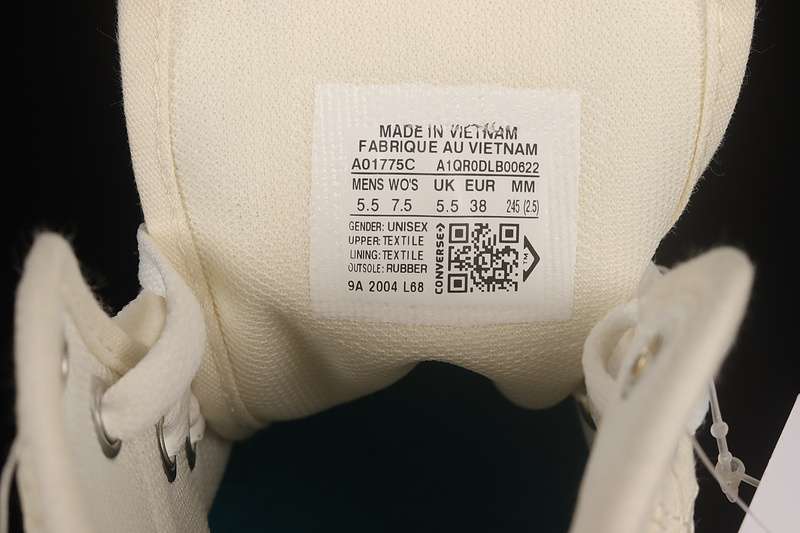 MADE IN VIETNAM
FABRIQUE AU VIETNAM
A01775C A1QR0DLB00622
MENS WO'S UK EUR MM
5.5 7.5 5.5 38 245 (2.5)
GENDER: UNISEX
UPPER: TEXTILE
LINING: TEXTILE
OUTSOLE: RUBBER
9A 2004 L68
CONVERSE
TM